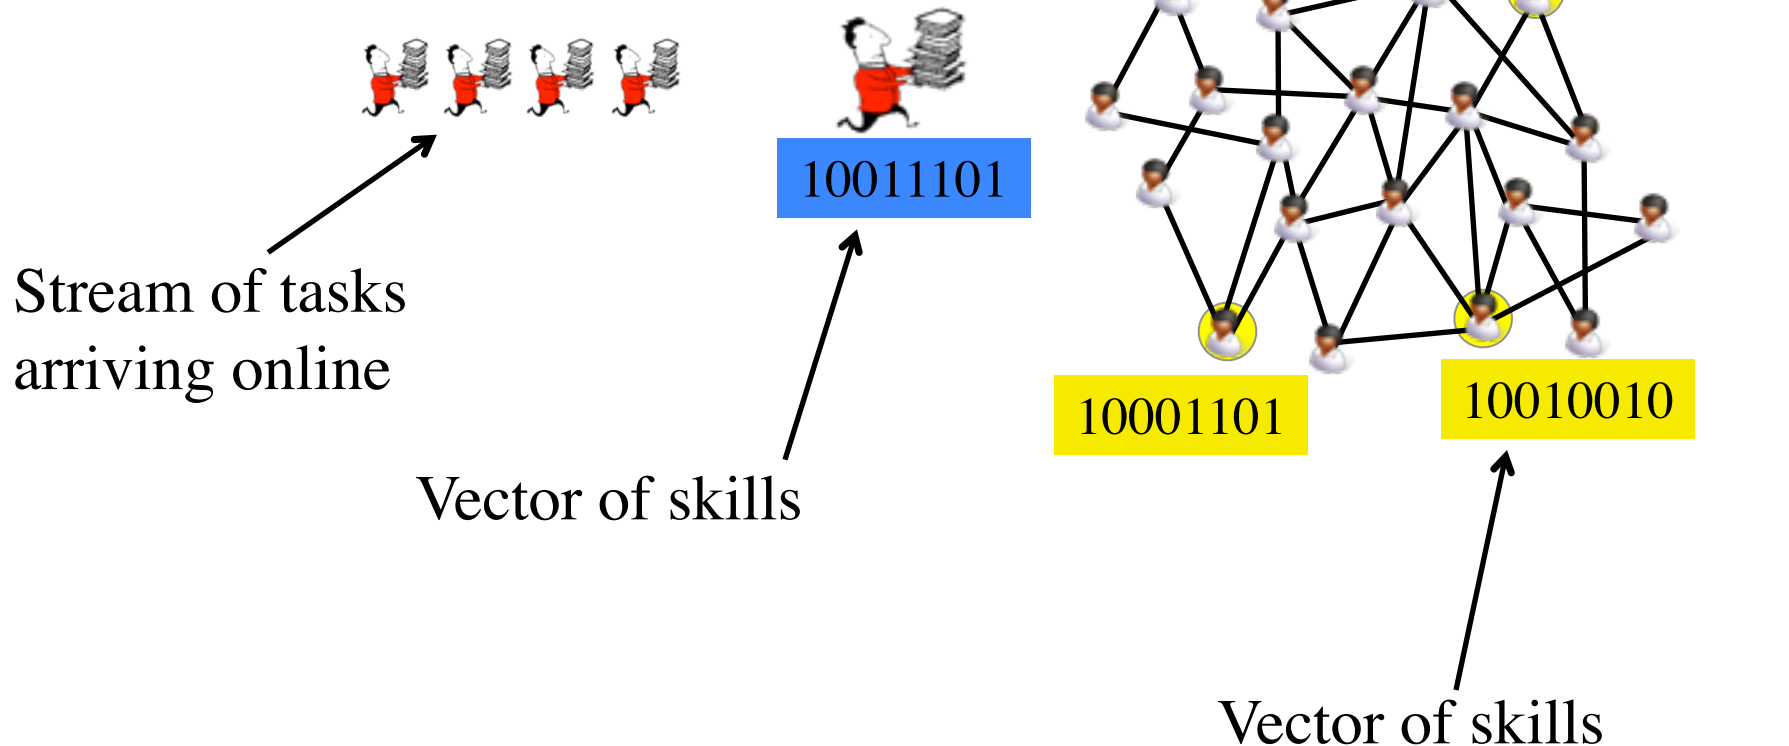 10011101
Stream of tasks
arriving online
10001101
10010010
Vector of skills
Vector of skills